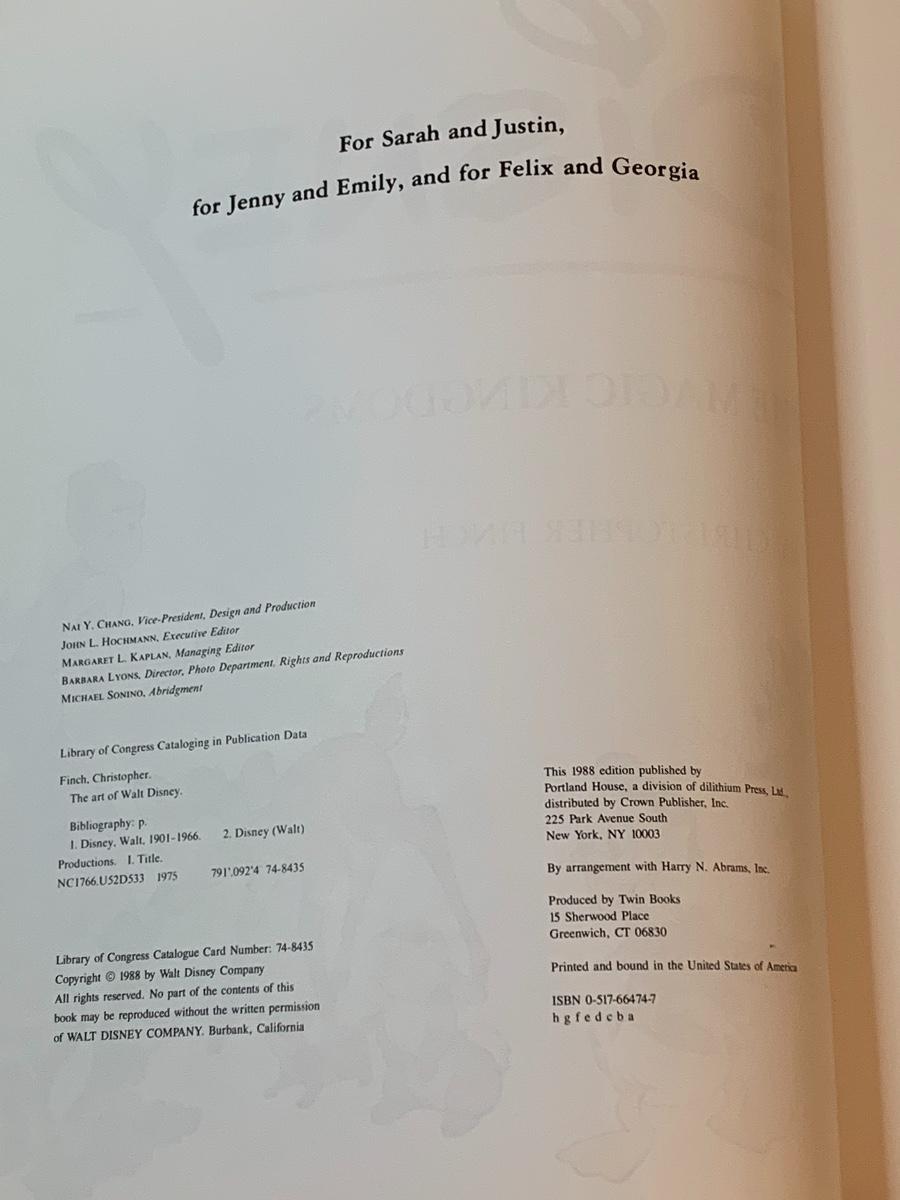 For Sarah and Justin,
for Jenny and Emily, and for Felix and Georgia
MAGIC KINGDOMS
CHRISTOPHER FINCH
NAI Y. CHANG, Vice-President, Design and Production
JOHN L. HOCHMANN, Executive Editor
MARGARET L. KAPLAN, Managing Editor
BARBARA LYONS, Director, Photo Department, Rights and Reproductions
MICHAEL SONINO, Abridgment
Library of Congress Cataloging in Publication Data
Finch, Christopher.
The art of Walt Disney.
Bibliography: p.
1. Disney, Walt, 1901-1966. 2. Disney (Walt)
Productions. I. Title.
NC1766.U52D533 1975 791'.092'4 74-8435
Library of Congress Catalogue Card Number: 74-8435
Copyright © 1988 by Walt Disney Company
All rights reserved. No part of the contents of this
book may be reproduced without the written permission
of WALT DISNEY COMPANY. Burbank, California
This 1988 edition published by
Portland House, a division of dilithium Press, Ltd.,
distributed by Crown Publisher, Inc.
225 Park Avenue South
New York, NY 10003
By arrangement with Harry N. Abrams, Inc.
Produced by Twin Books
15 Sherwood Place
Greenwich, CT 06830
Printed and bound in the United States of America
ISBN 0-517-66474-7
h g f e d c b a